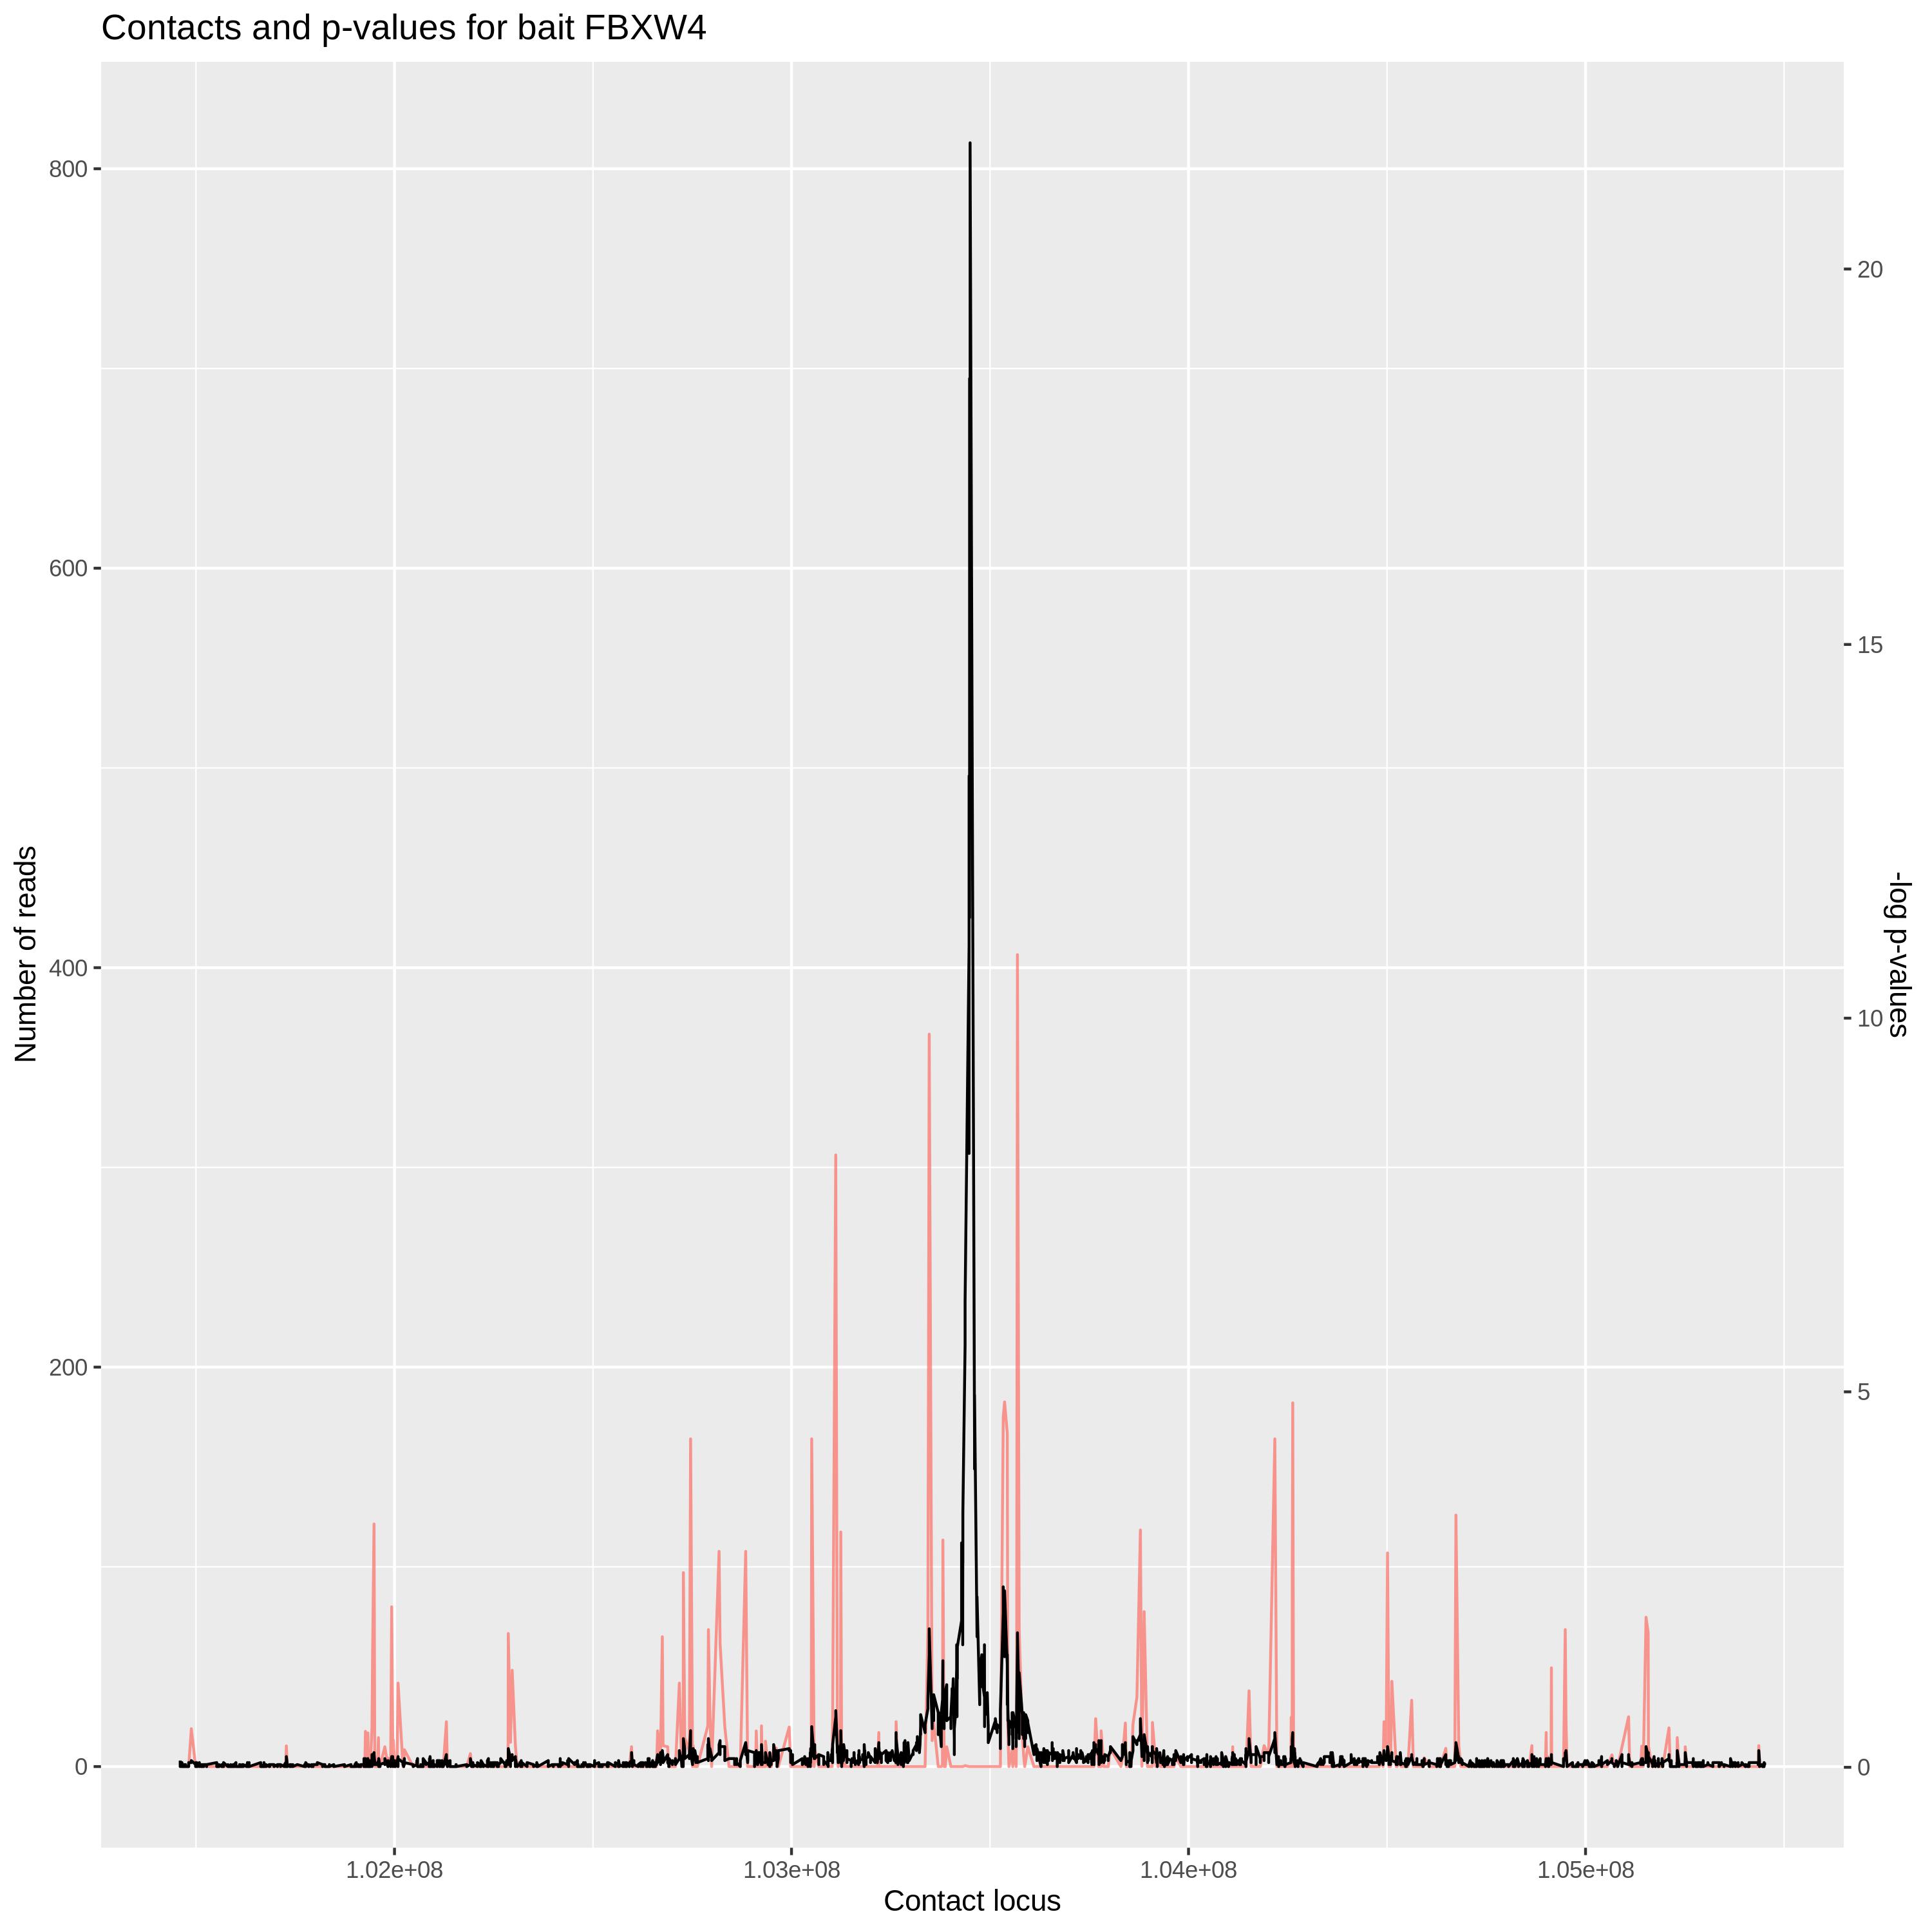 Contacts and p-values for bait FBXW4
800
600
400
200
0
Number of reads
20
15
10
5
0
-log p-values
1.02e+08
1.03e+08
1.04e+08
1.05e+08
Contact locus